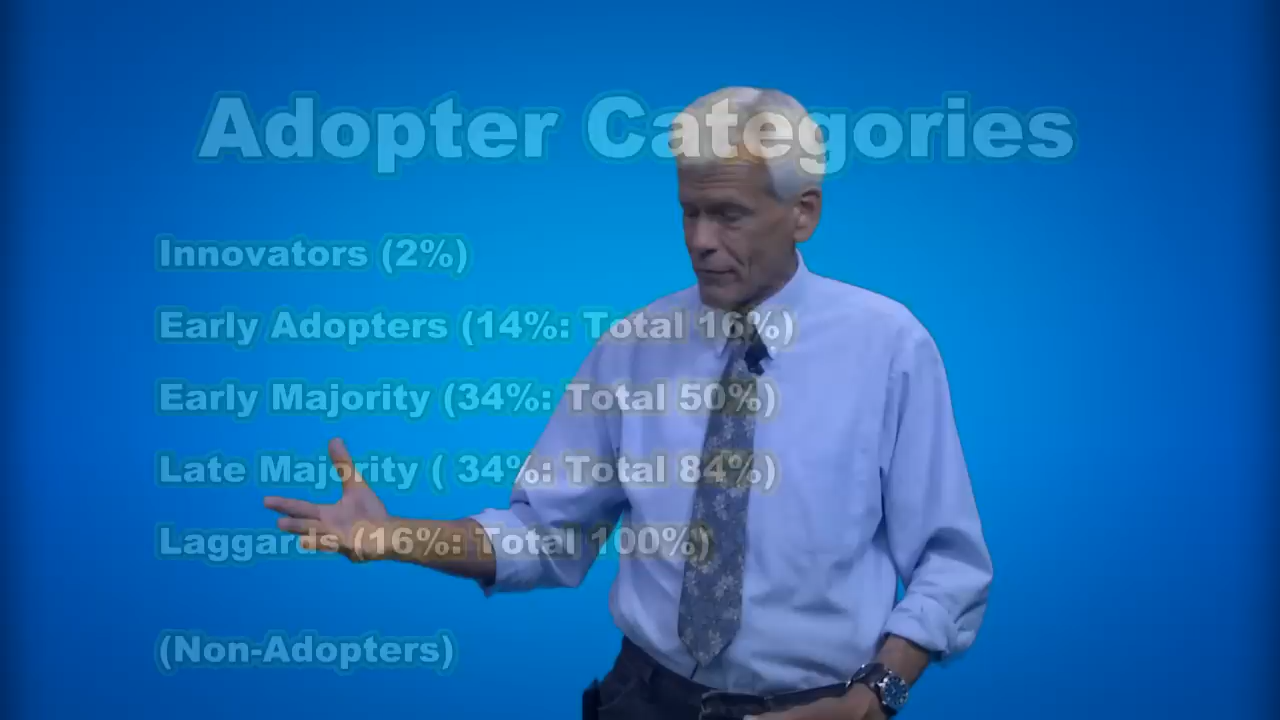 Adopter Categories
Innovators (2%)
Early Adopters (14%: Total 16%)
Early Majority (34%: Total 50%)
Late Majority ( 34%: Total 84%)
Laggards (16%: Total 100%)
(Non-Adopters)